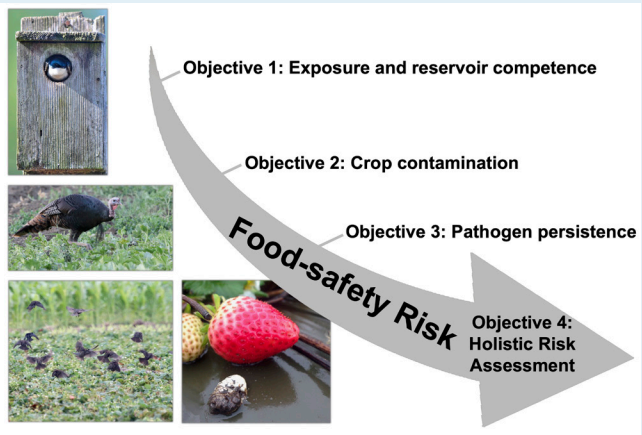 Objective 1: Exposure and reservoir competence
Objective 2: Crop contamination
Objective 3: Pathogen persistence
Food-safety Risk
Objective 4:
Holistic Risk
Assessment